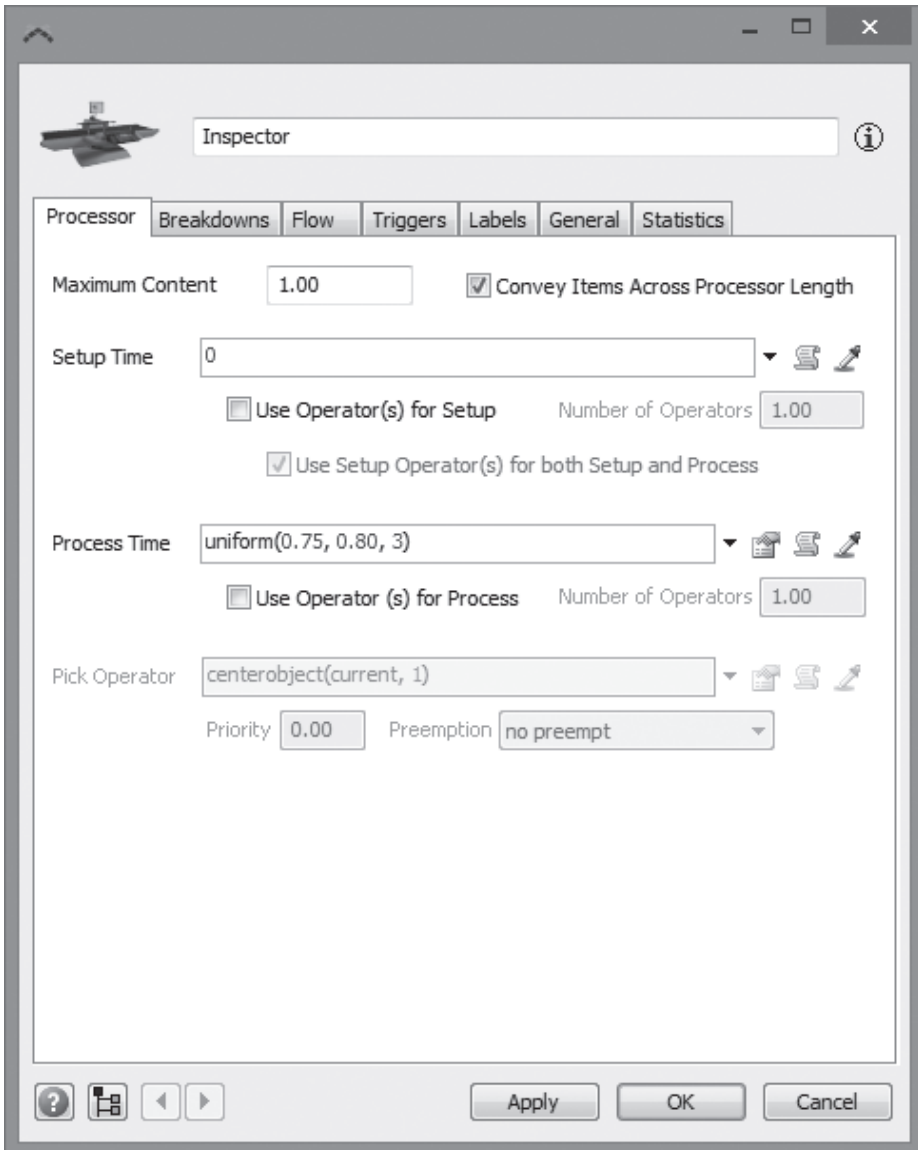 Inspector
Processor Breakdowns Flow Triggers Labels General Statistics
Maximum Content 1.00 Convey Items Across Processor Length
Setup Time 0
Use Operator(s) for Setup Number of Operators 1.00
Use Setup Operator(s) for both Setup and Process
Process Time uniform(0.75, 0.80, 3)
Use Operator (s) for Process Number of Operators 1.00
Pick Operator centerobject(current, 1)
Priority 0.00 Preemption no preempt
Apply OK Cancel